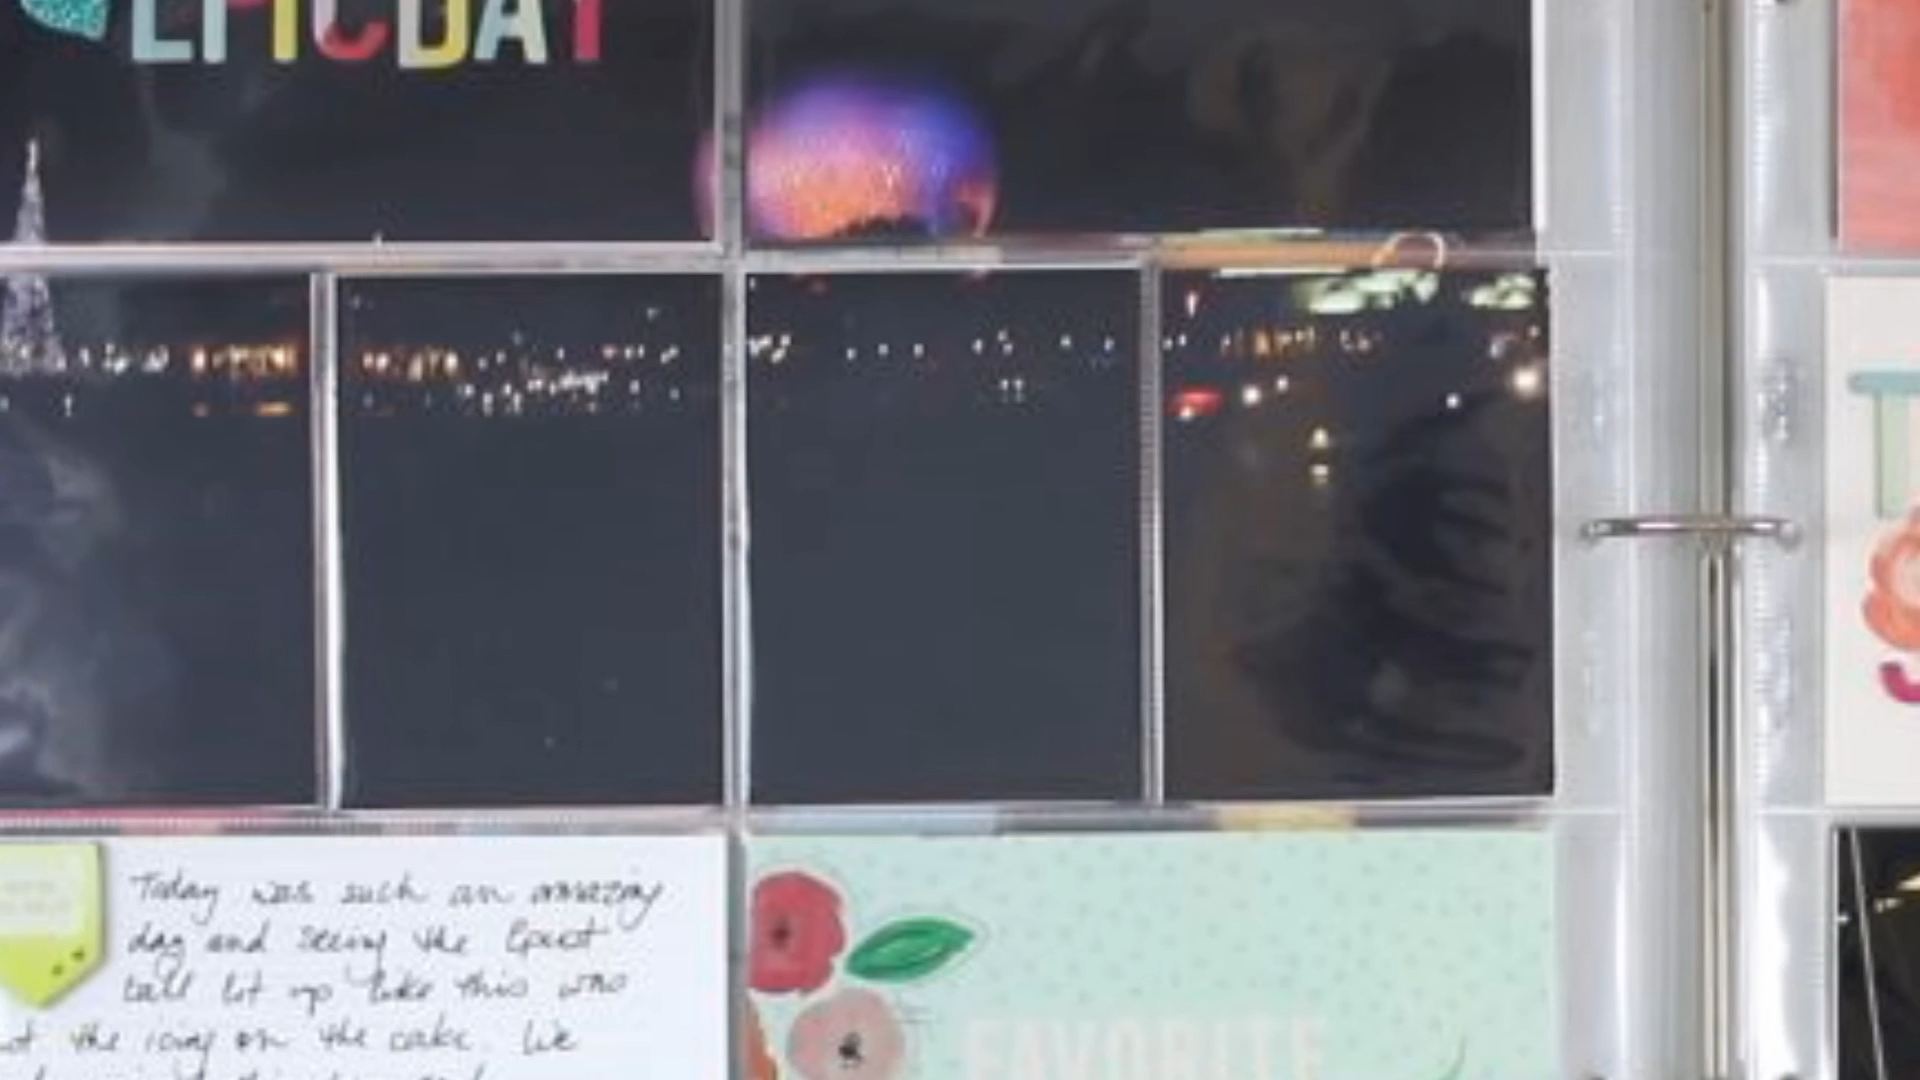 EPIC DAY
Today was such an amazing
day and seeing the Epcot
ball lit up like this was
the icing on the cake. We
FAVORITE